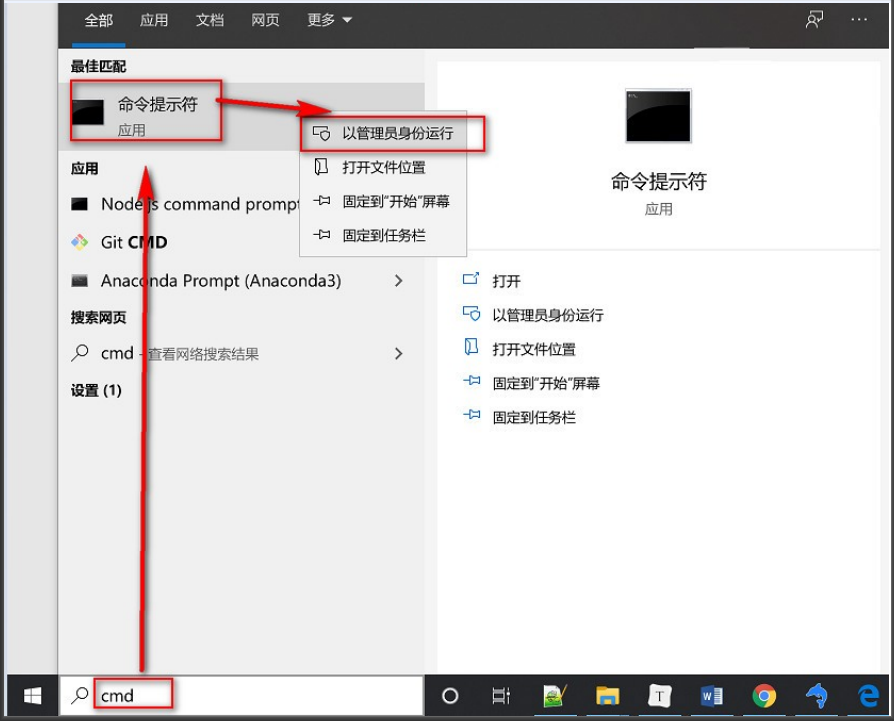 全部 应用 文档 网页 更多
最佳匹配
命令提示符
应用
以管理员身份运行
打开文件位置
固定到"开始"屏幕
固定到任务栏
应用
Node.js command prompt
Git CMD
Anaconda Prompt (Anaconda3)
搜索网页
cmd - 查看网络搜索结果
设置 (1)
命令提示符
应用
打开
以管理员身份运行
打开文件位置
固定到"开始"屏幕
固定到任务栏
cmd